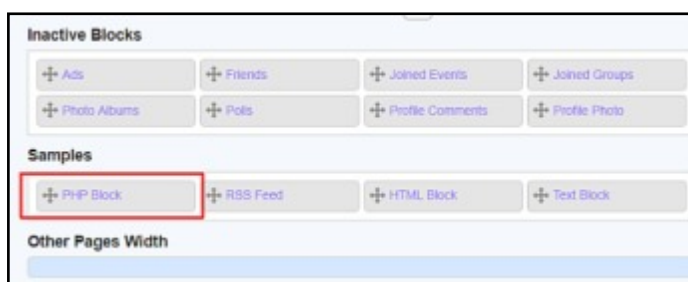 Inactive Blocks
Ads Friends Joined Events Joined Groups
Photo Albums Polls Profile Comments Profile Photo
Samples
PHP Block RSS Feed HTML Block Text Block
Other Pages Width